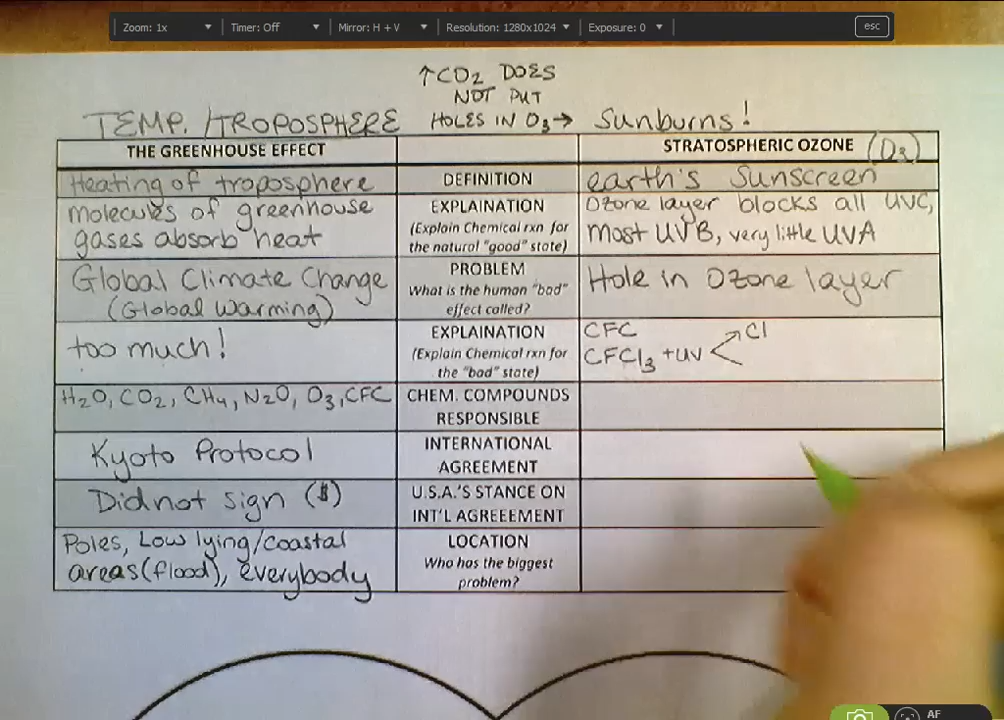 Zoom: 1x Timer: Off Mirror: H + V Resolution: 1280x1024 Exposure: 0 esc
↑CO2 DOES
NOT PUT
HOLES IN O3→
TEMP. /TROPOSPHERE
Sunburns!
THE GREENHOUSE EFFECT
STRATOSPHERIC OZONE (O3)
Heating of troposphere
DEFINITION
earth's Sunscreen
molecules of greenhouse
gases absorb heat
EXPLAINATION
(Explain Chemical rxn for
the natural "good" state)
Ozone layer blocks all UVC,
most UVB, very little UVA
Global Climate Change
(Global Warming)
PROBLEM
What is the human "bad"
effect called?
Hole in Ozone layer
too much!
EXPLAINATION
(Explain Chemical rxn for
the "bad" state)
CFC
CFCl3 + UV < Cl
H2O, CO2, CH4, N2O, O3, CFC
CHEM. COMPOUNDS
RESPONSIBLE
Kyoto Protocol
INTERNATIONAL
AGREEMENT
Did not sign ($)
U.S.A.'S STANCE ON
INT'L AGREEEMENT
Poles, Low lying/coastal
areas(flood), everybody
LOCATION
Who has the biggest
problem?
AF